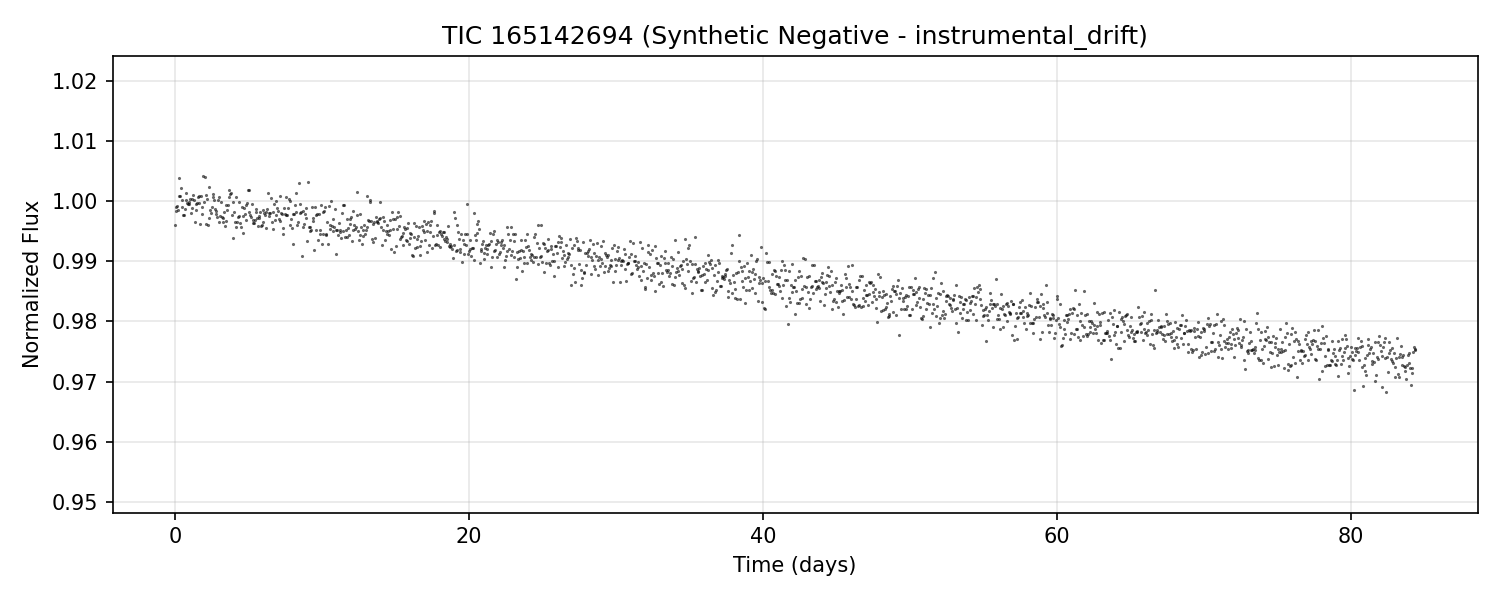 TIC 165142694 (Synthetic Negative - instrumental_drift)
Normalized Flux
1.02
1.01
1.00
0.99
0.98
0.97
0.96
0.95
0 20 40 60 80
Time (days)